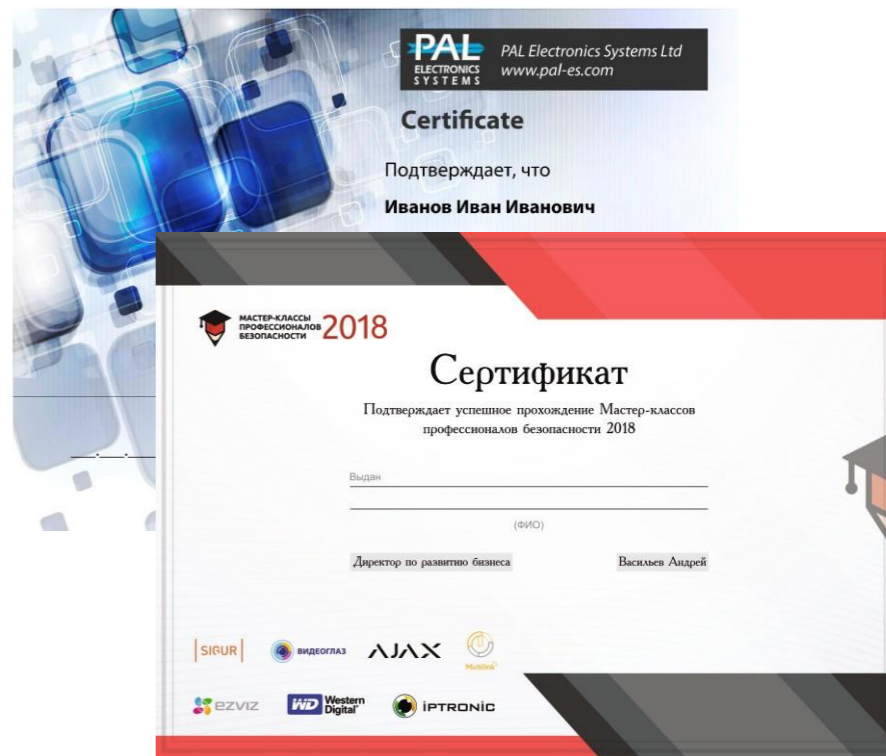 PAL
ELECTRONICS
SYSTEMS
PAL Electronics Systems Ltd
www.pal-es.com
Certificate
Подтверждает, что
Иванов Иван Иванович
МАСТЕР-КЛАССЫ
ПРОФЕССИОНАЛОВ
БЕЗОПАСНОСТИ
2018
Сертификат
Подтверждает успешное прохождение Мастер-классов
профессионалов безопасности 2018
Выдан
(ФИО)
Директор по развитию бизнеса Васильев Андрей
SIGUR ВИДЕОГЛАЗ AJAX Multilink
ezviz WD Western
Digital IPTRONIC